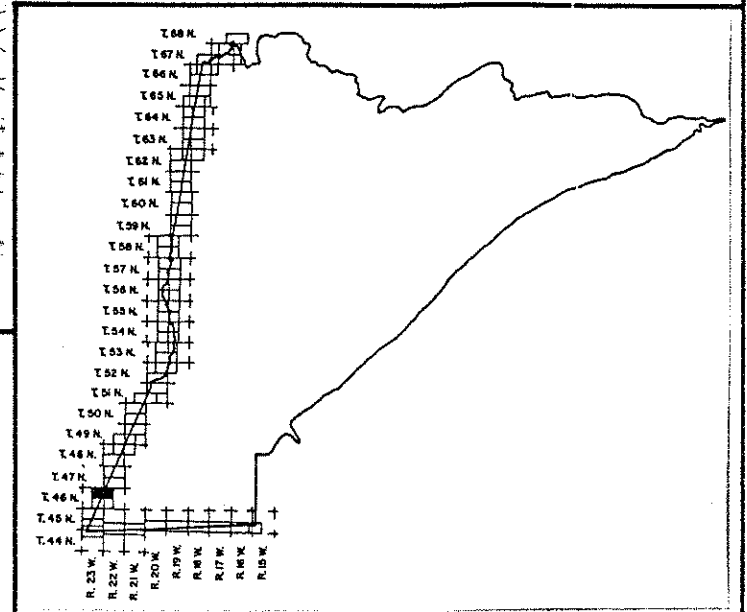 T. 68 N.
T. 67 N.
T. 66 N.
T. 65 N.
T. 64 N.
T. 63 N.
T. 62 N.
T. 61 N.
T. 60 N.
T. 59 N.
T. 58 N.
T. 57 N.
T. 56 N.
T. 55 N.
T. 54 N.
T. 53 N.
T. 52 N.
T. 51 N.
T. 50 N.
T. 49 N.
T. 48 N.
T. 47 N.
T. 46 N.
T. 45 N.
T. 44 N.
R. 23 W.
R. 22 W.
R. 21 W.
R. 20 W.
R. 19 W.
R. 18 W.
R. 17 W.
R. 16 W.
R. 15 W.